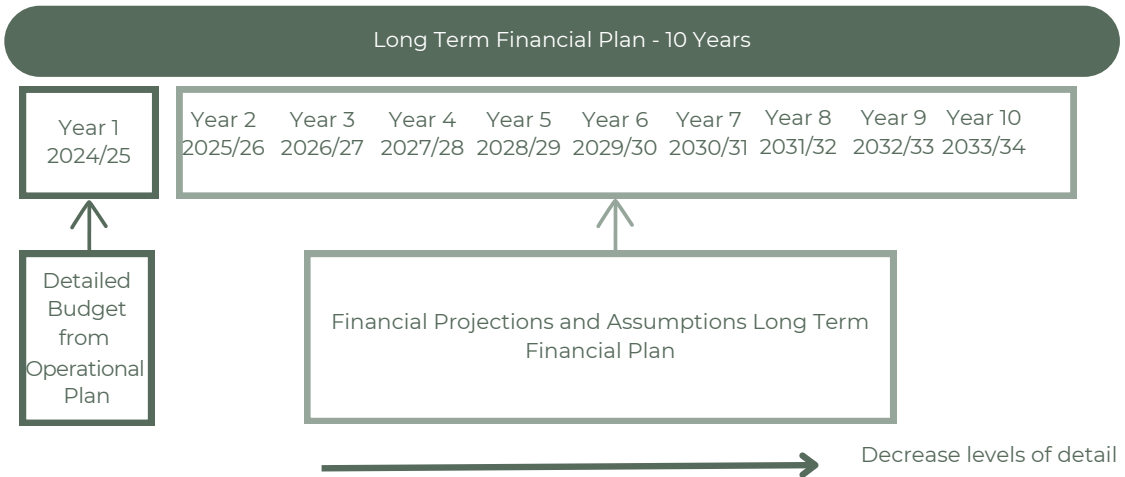 Long Term Financial Plan - 10 Years
Year 1
2024/25
Year 2
2025/26
Year 3
2026/27
Year 4
2027/28
Year 5
2028/29
Year 6
2029/30
Year 7
2030/31
Year 8
2031/32
Year 9
2032/33
Year 10
2033/34
Detailed
Budget
from
Operational
Plan
Financial Projections and Assumptions Long Term
Financial Plan
Decrease levels of detail